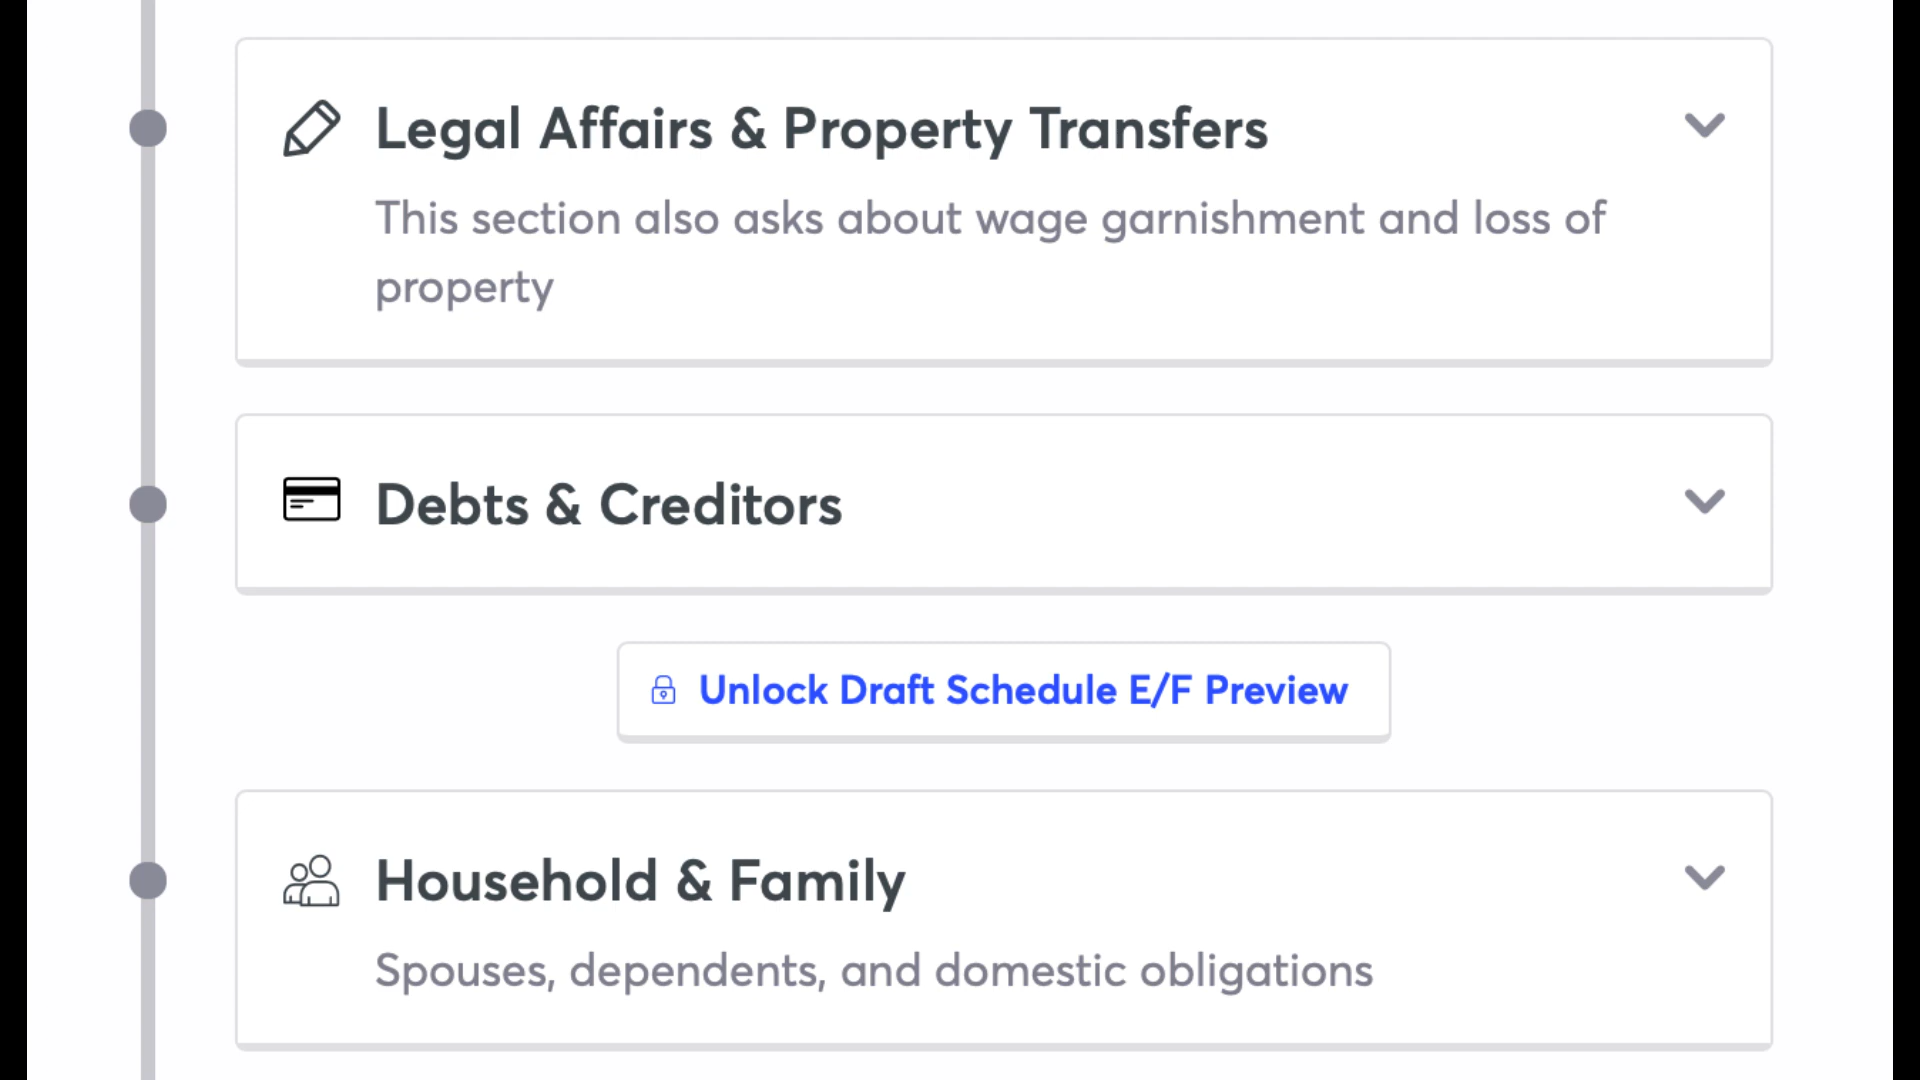 Legal Affairs & Property Transfers
This section also asks about wage garnishment and loss of
property
Debts & Creditors
Unlock Draft Schedule E/F Preview
Household & Family
Spouses, dependents, and domestic obligations